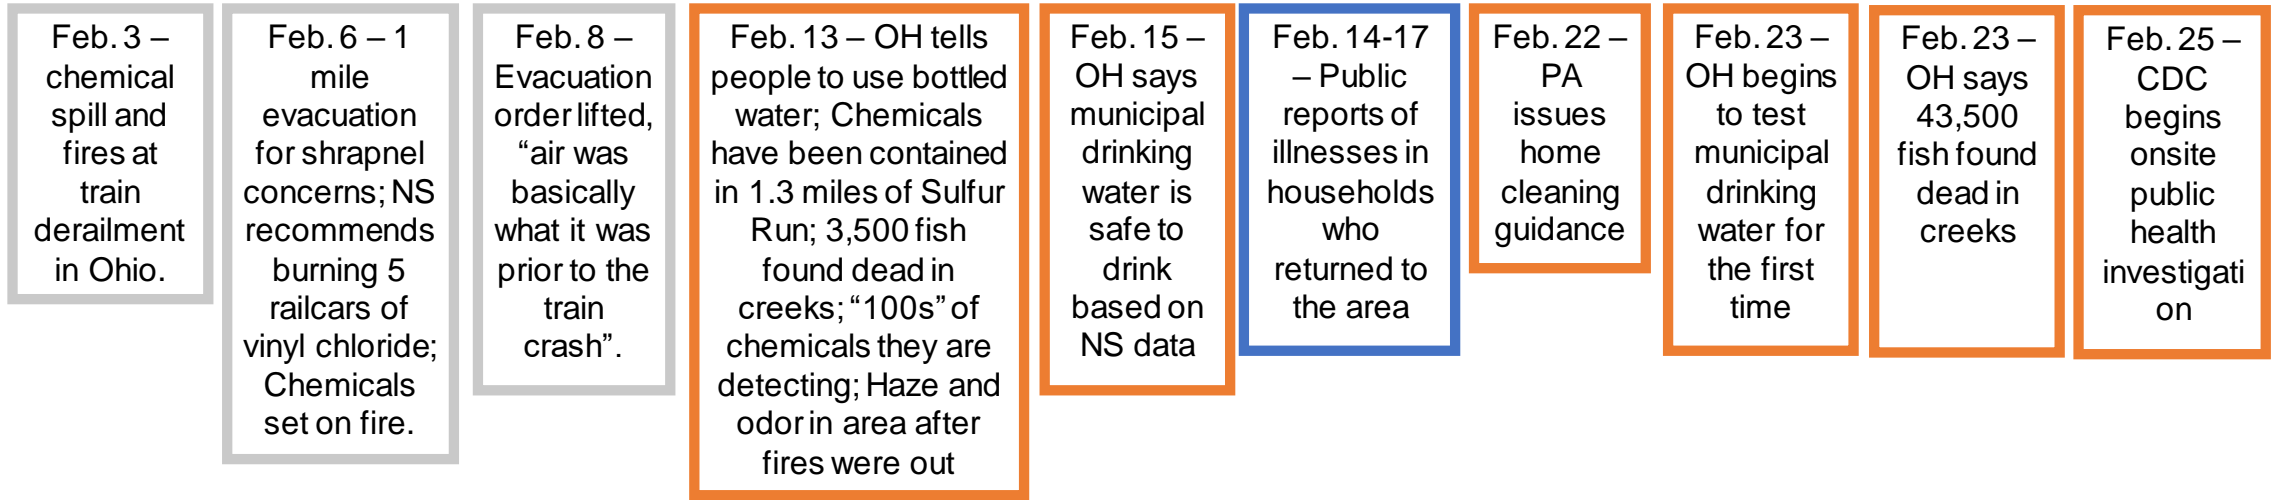 Feb. 3 –
chemical
spill and
fires at
train
derailment
in Ohio.
Feb. 6 – 1
mile
evacuation
for shrapnel
concerns; NS
recommends
burning 5
railcars of
vinyl chloride;
Chemicals
set on fire.
Feb. 8 –
Evacuation
order lifted,
“air was
basically
what it was
prior to the
train
crash”.
Feb. 13 – OH tells
people to use bottled
water; Chemicals
have been contained
in 1.3 miles of Sulfur
Run; 3,500 fish
found dead in
creeks; “100s” of
chemicals they are
detecting; Haze and
odor in area after
fires were out
Feb. 15 –
OH says
municipal
drinking
water is
safe to
drink
based on
NS data
Feb. 14-17
– Public
reports of
illnesses in
households
who
returned to
the area
Feb. 22 –
PA
issues
home
cleaning
guidance
Feb. 23 –
OH begins
to test
municipal
drinking
water for
the first
time
Feb. 23 –
OH says
43,500
fish found
dead in
creeks
Feb. 25 –
CDC
begins
onsite
public
health
investigati
on